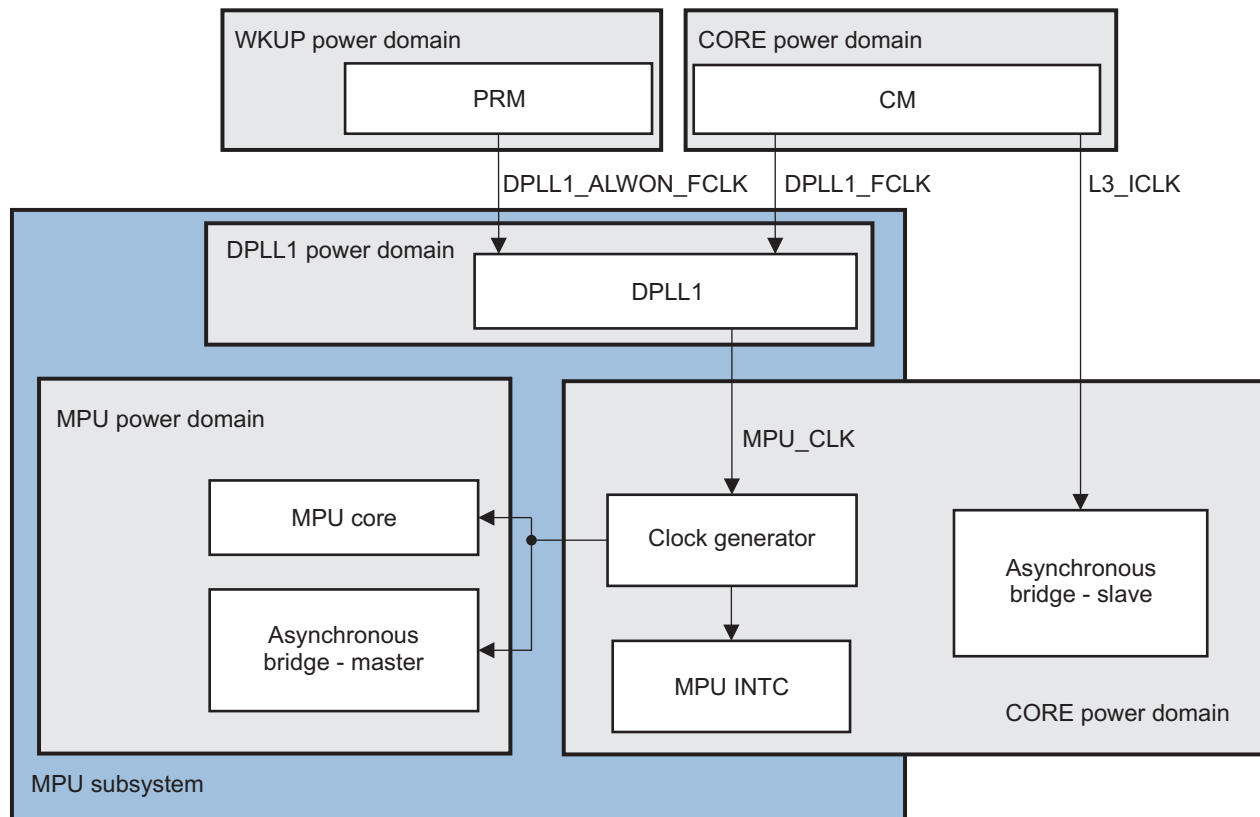 WKUP power domain
CORE power domain
PRM
CM
DPLL1_ALWON_FCLK
DPLL1_FCLK
L3_ICLK
DPLL1 power domain
DPLL1
MPU power domain
MPU_CLK
MPU core
Clock generator
Asynchronous
bridge - slave
Asynchronous
bridge - master
MPU INTC
CORE power domain
MPU subsystem